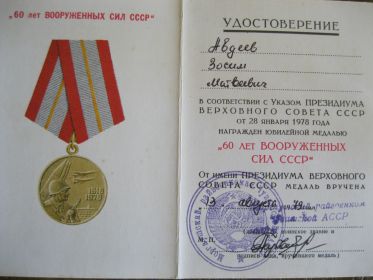 "60 лет ВООРУЖЕННЫХ СИЛ СССР"
1918
1978
УДОСТОВЕРЕНИЕ
Авдеев
Зосим
Матвеевич
В СООТВЕТСТВИИ С УКАЗОМ ПРЕЗИДИУМА
ВЕРХОВНОГО СОВЕТА СССР
ОТ 28 ЯНВАРЯ 1978 ГОДА
НАГРАЖДЕН ЮБИЛЕЙНОЙ МЕДАЛЬЮ
„60 ЛЕТ ВООРУЖЕННЫХ
СИЛ СССР"
От имени ПРЕЗИДИУМА ВЕРХОВНОГО
СОВЕТА СССР МЕДАЛЬ ВРУЧЕНА
августа
АССР
М. П.